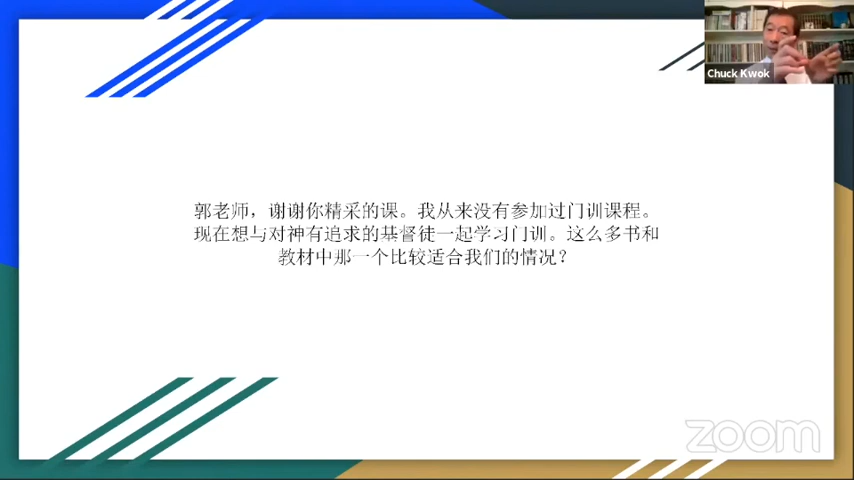 Chuck Kwok
郭老师，谢谢你精采的课。我从来没有参加过门训课程。
现在想与对神有追求的基督徒一起学习门训。这么多书和
教材中那一个比较适合我们的情况？
zoom